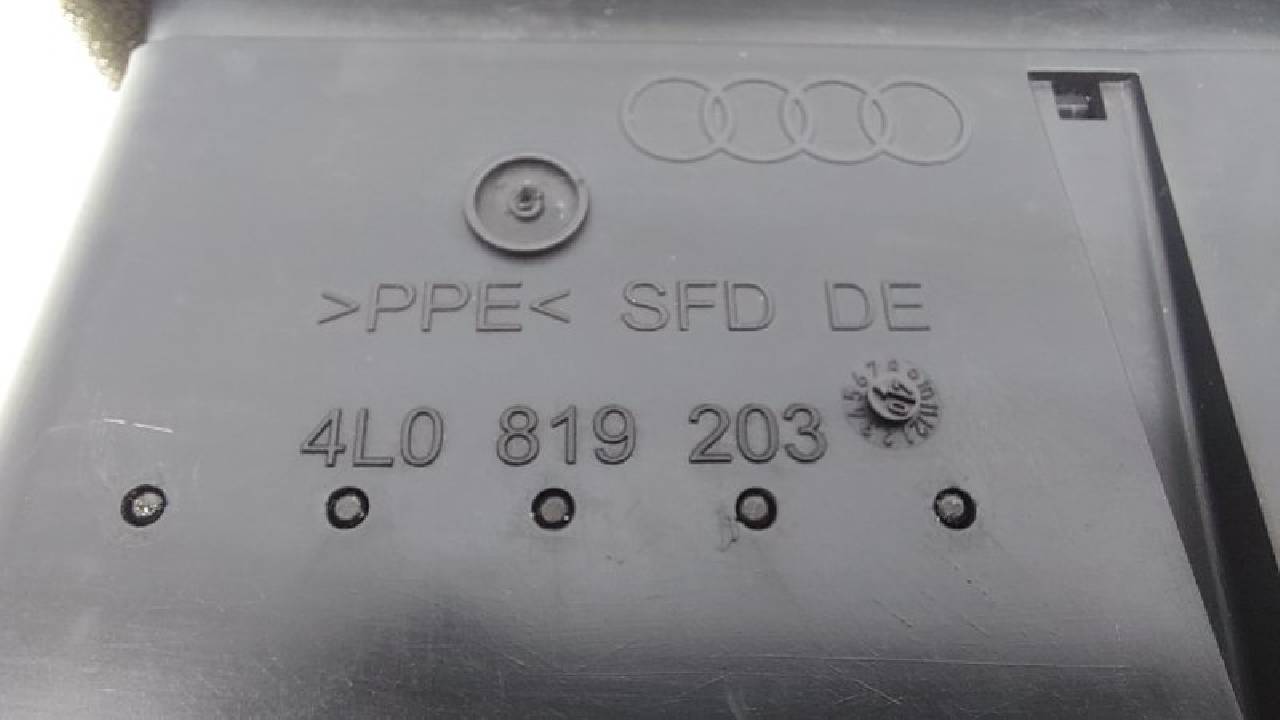 >PPE< SFD DE
4L0 819 203